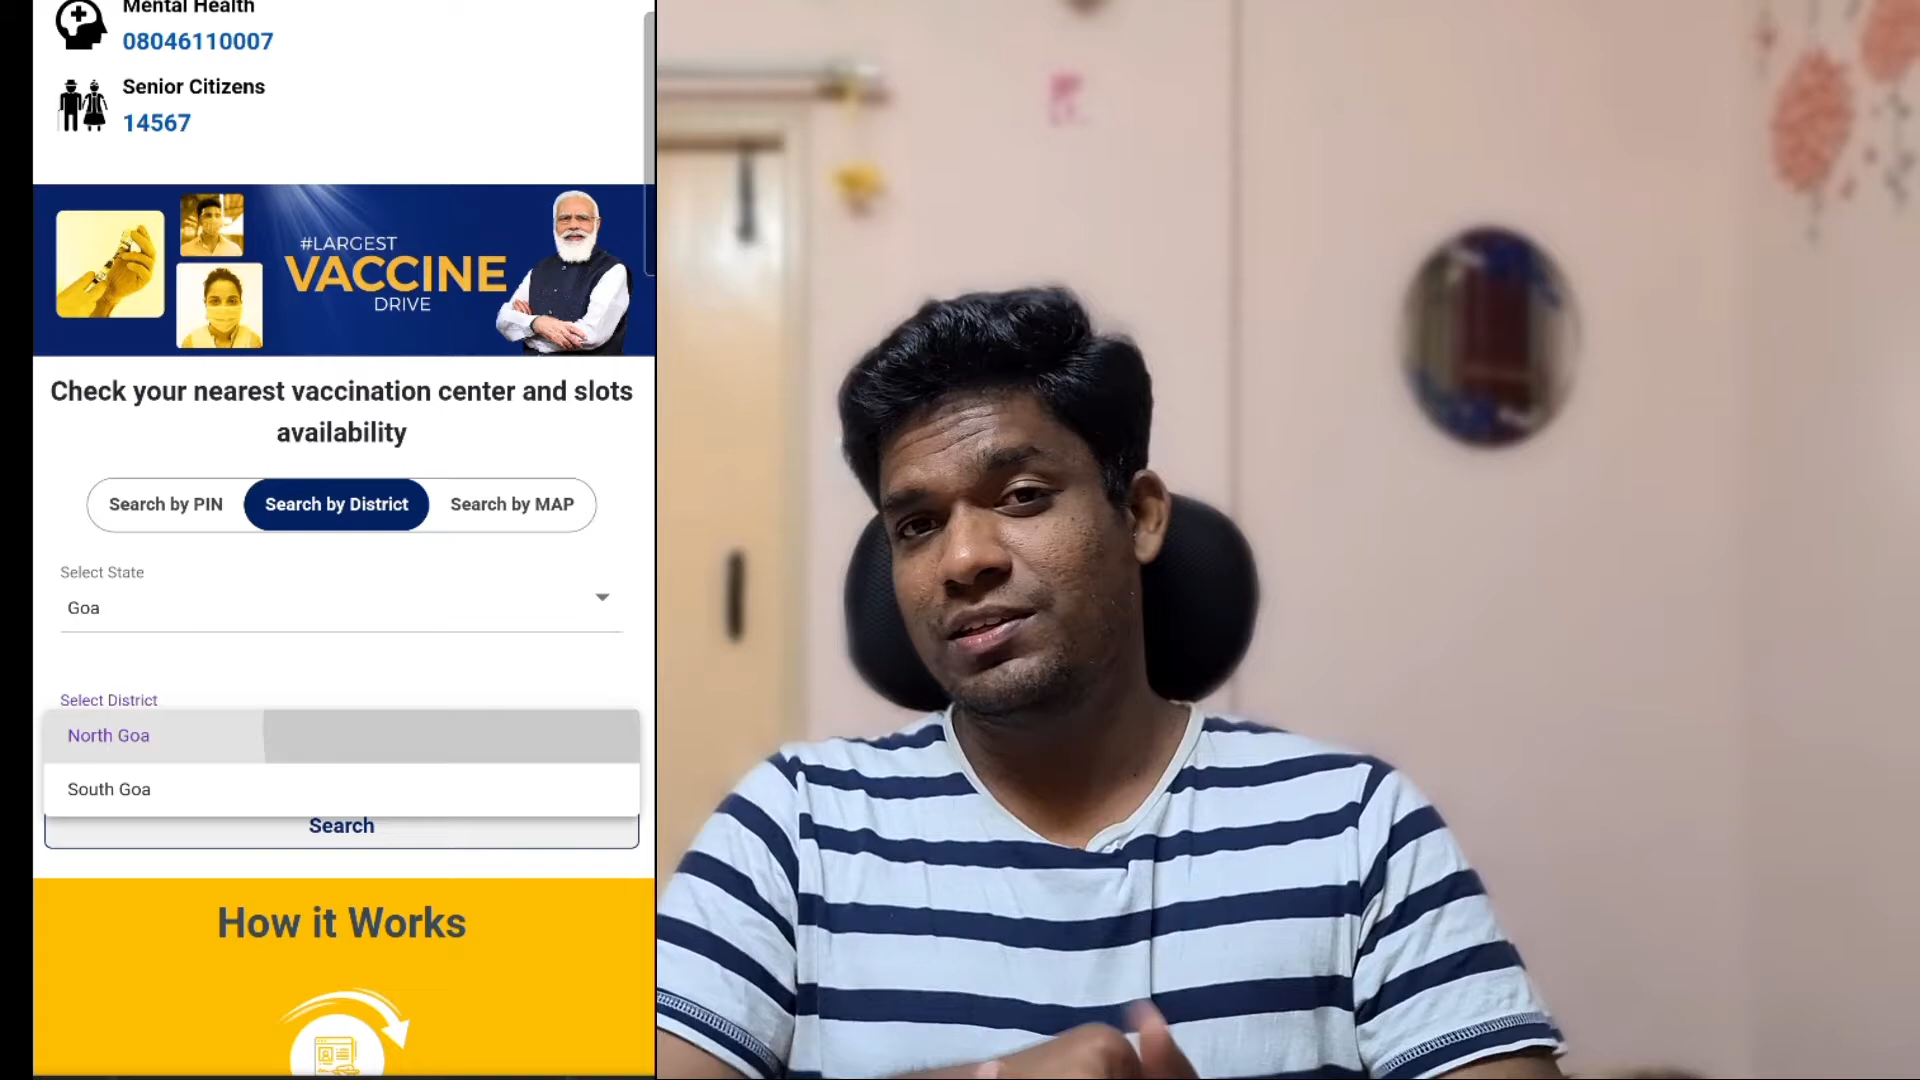 Mental Health
08046110007
Senior Citizens
14567
#LARGEST
VACCINE
DRIVE
Check your nearest vaccination center and slots
availability
Search by PIN
Search by District
Search by MAP
Select State
Goa
Select District
North Goa
South Goa
Search
How it Works